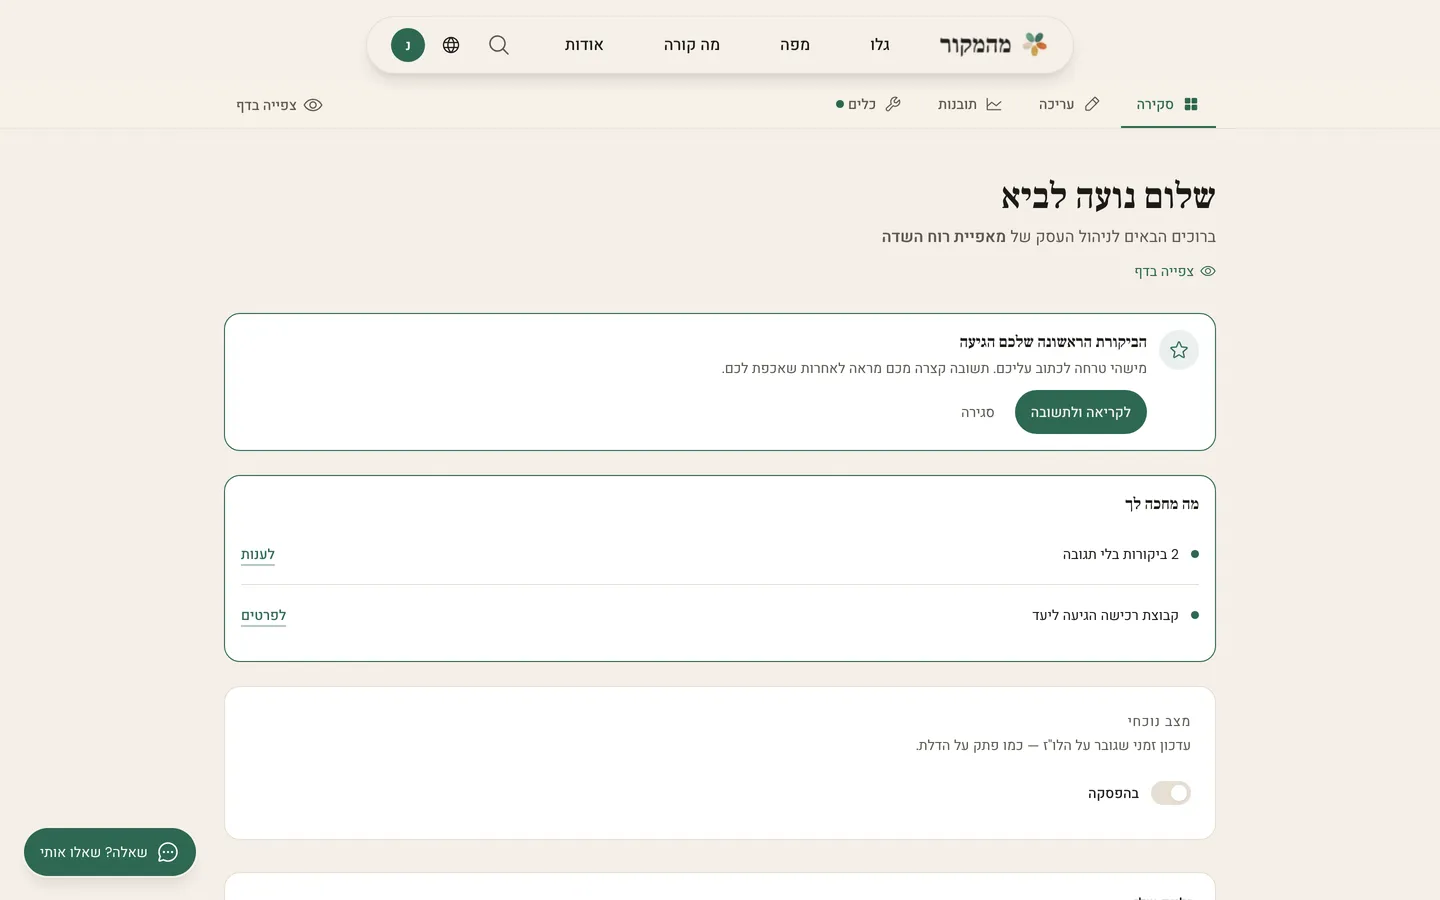 מהמקור
גלו
מפה
מה קורה
אודות
נ
סקירה
עריכה
תובנות
כלים
צפייה בדף
שלום נועה לביא
ברוכים הבאים לניהול העסק של מאפיית רוח השדה
צפייה בדף
הביקורת הראשונה שלכם הגיעה
מישהי טרחה לכתוב עליכם. תשובה קצרה מכם מראה לאחרות שאכפת לכם.
לקריאה ולתשובה
סגירה
מה מחכה לך
2 ביקורות בלי תגובה
לענות
קבוצת רכישה הגיעה ליעד
לפרטים
מצב נוכחי
עדכון זמני שגובר על הלו"ז — כמו פתק על הדלת.
בהפסקה
שאלה? שאלו אותי